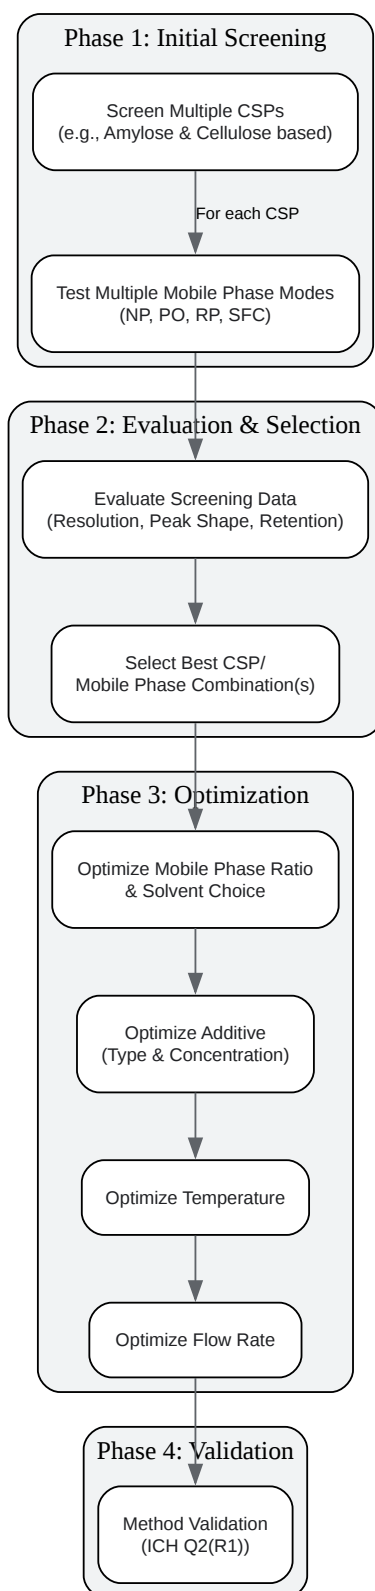 Phase 1: Initial Screening
Screen Multiple CSPs
(e.g., Amylose & Cellulose based)
For each CSP
Test Multiple Mobile Phase Modes
(NP, PO, RP, SFC)
Phase 2: Evaluation & Selection
Evaluate Screening Data
(Resolution, Peak Shape, Retention)
Select Best CSP/
Mobile Phase Combination(s)
Phase 3: Optimization
Optimize Mobile Phase Ratio
& Solvent Choice
Optimize Additive
(Type & Concentration)
Optimize Temperature
Optimize Flow Rate
Phase 4: Validation
Method Validation
(ICH Q2(R1))